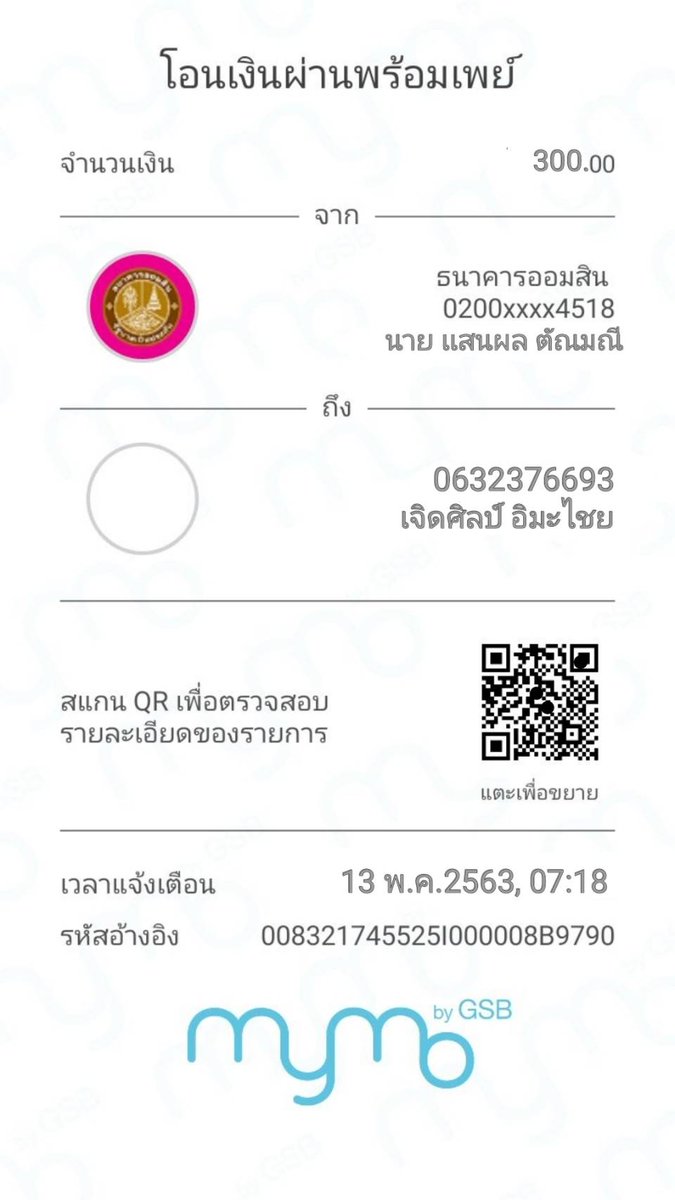 โอนเงินผ่านพร้อมเพย์
จำนวนเงิน 300.00
จาก
ธนาคารออมสิน
0200xxxx4518
นาย แสนผล ตัณมณี
ถึง
0632376693
เจิดศิลป์ อิมะไชย
สแกน QR เพื่อตรวจสอบ
รายละเอียดของรายการ
แตะเพื่อขยาย
เวลาแจ้งเตือน 13 พ.ค.2563, 07:18
รหัสอ้างอิง 008321745525I000008B9790
mymo by GSB